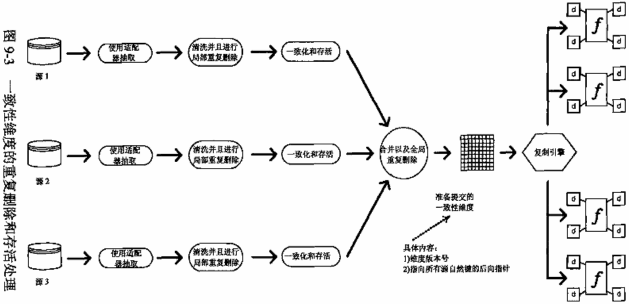 使用适配
器抽取
清洗并且进行
局部重复删除
一致化和存活
源1
使用适配
器抽取
清洗并且进行
局部重复删除
一致化和存活
合并以及全局
重复删除
复制引擎
源2
准备提交的
一致性维度
使用适配
器抽取
清洗并且进行
局部重复删除
一致化和存活
源3
具体内容:
1)维度版本号
2)指向所有源自然键的后向指针
d
d
f
d
d
d
d
f
d
d
d
d
f
d
d
d
d
f
d
d
图 9-3 一致性维度的重复删除和存活处理